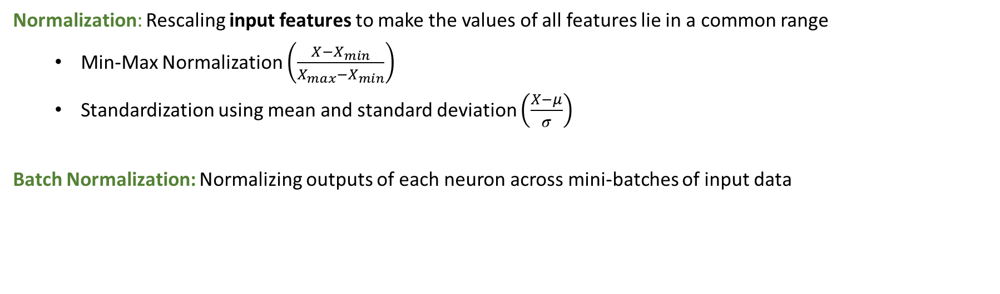 Normalization: Rescaling input features to make the values of all features lie in a common range
• Min-Max Normalization $\left(\frac{X-X_{min}}{X_{max}-X_{min}}\right)$
• Standardization using mean and standard deviation $\left(\frac{X-\mu}{\sigma}\right)$
Batch Normalization: Normalizing outputs of each neuron across mini-batches of input data